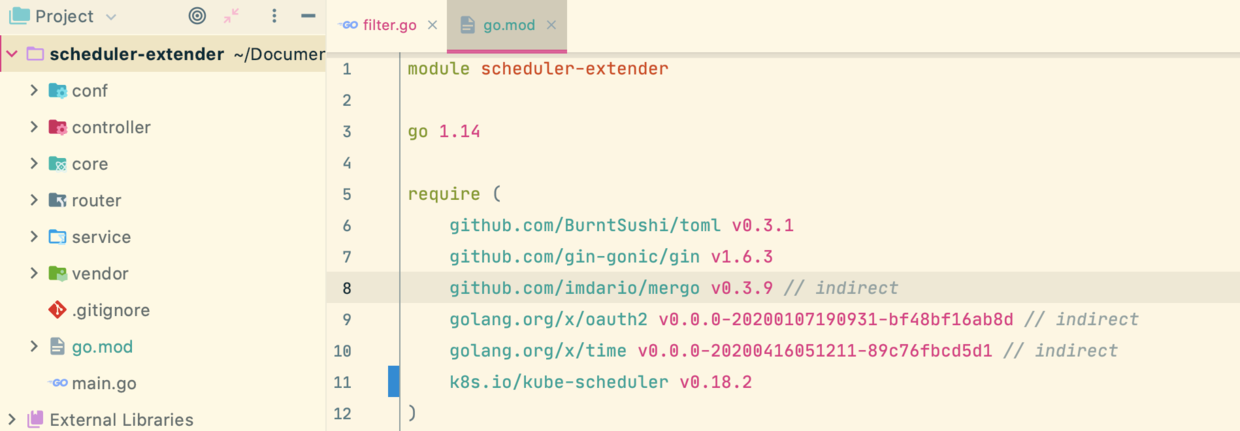 Project
scheduler-extender ~/Documen
conf
controller
core
router
service
vendor
.gitignore
go.mod
main.go
External Libraries
filter.go
go.mod
1 module scheduler-extender
2
3 go 1.14
4
5 require (
6 github.com/BurntSushi/toml v0.3.1
7 github.com/gin-gonic/gin v1.6.3
8 github.com/imdario/mergo v0.3.9 // indirect
9 golang.org/x/oauth2 v0.0.0-20200107190931-bf48bf16ab8d // indirect
10 golang.org/x/time v0.0.0-20200416051211-89c76fbcd5d1 // indirect
11 k8s.io/kube-scheduler v0.18.2
12 )